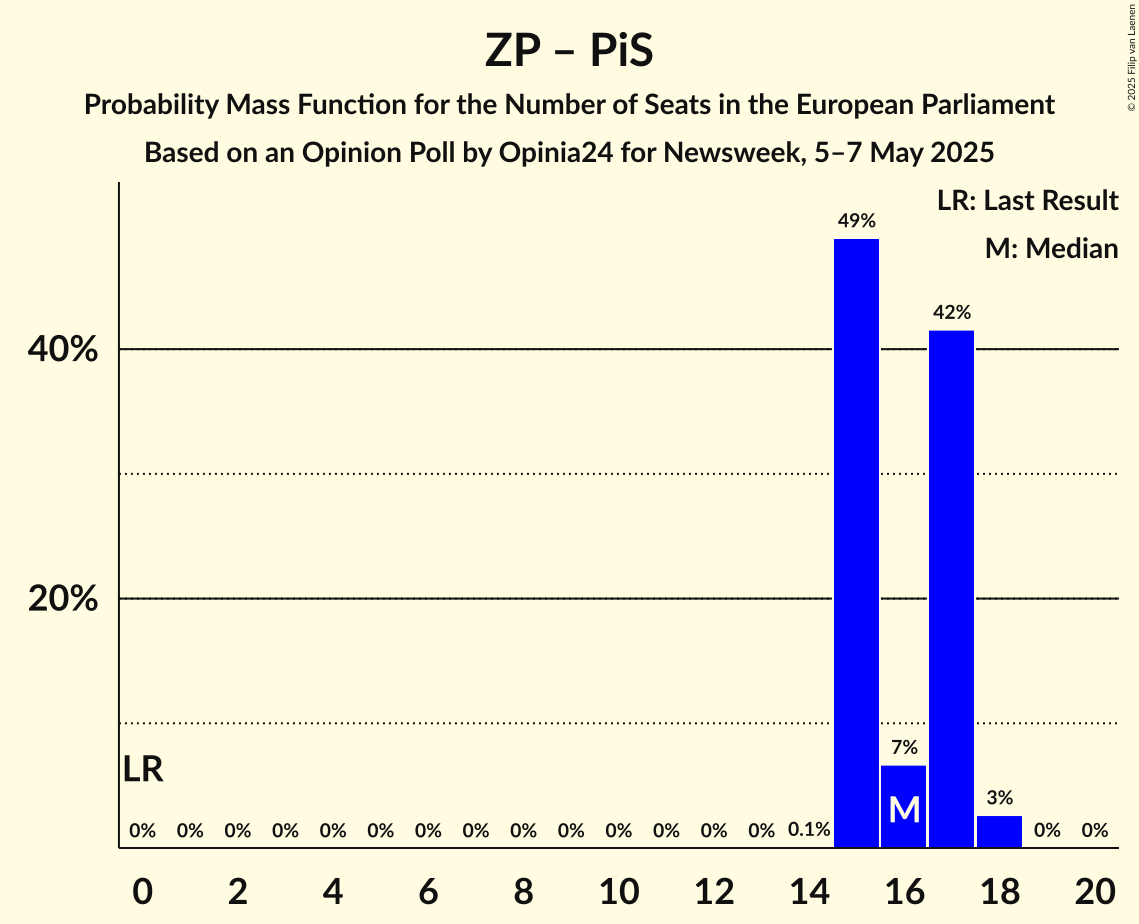 ZP – PiS
Probability Mass Function for the Number of Seats in the European Parliament
Based on an Opinion Poll by Opinia24 for Newsweek, 5–7 May 2025
© 2025 Filip van Laenen
LR: Last Result
M: Median
49%
42%
40%
20%
7%
3%
LR
M
0% 0% 0% 0% 0% 0% 0% 0% 0% 0% 0% 0% 0% 0% 0.1% 0% 0%
0 2 4 6 8 10 12 14 16 18 20